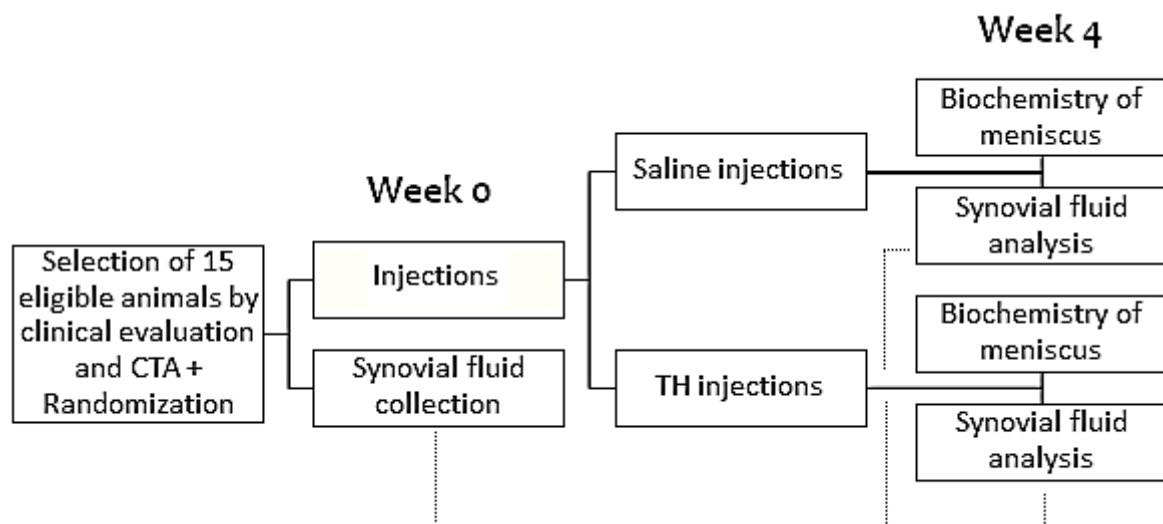 Week 4
Biochemistry of
meniscus
Saline injections
Week 0
Synovial fluid
analysis
Selection of 15
eligible animals by
clinical evaluation
and CTA +
Randomization
Injections
Biochemistry of
meniscus
Synovial fluid
collection
TH injections
Synovial fluid
analysis